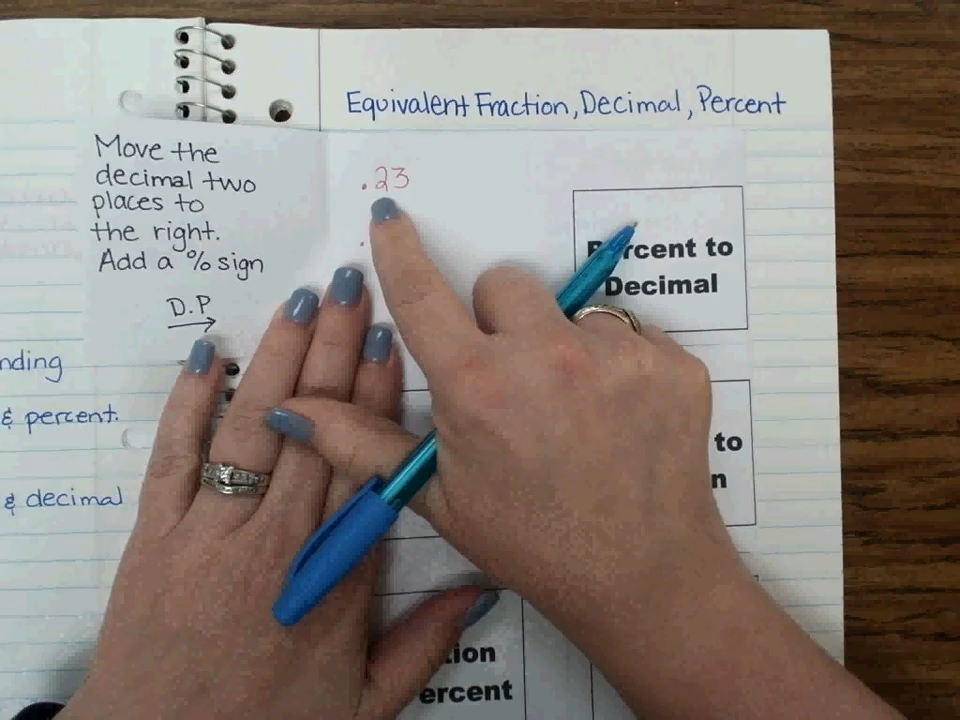 Equivalent Fraction, Decimal, Percent
Move the
decimal two
places to
the right.
Add a % sign
D.P
.23
Percent to
Decimal
nding
& percent.
& decimal
to
n
tion
ercent